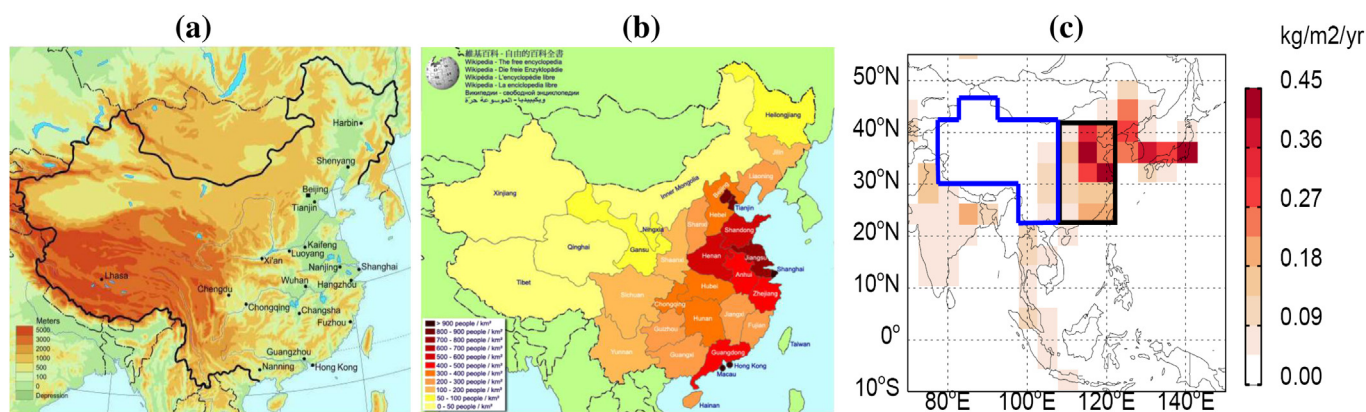 (a)
Harbin
Shenyang
Beijing
Tianjin
Kaifeng
Luoyang
Xi'an
Nanjing
Shanghai
Wuhan
Hangzhou
Lhasa
Chengdu
Chongqing
Changsha
Fuzhou
Guangzhou
Nanning
Hong Kong
Meters
5000
3000
2000
1000
500
100
0
Depression
(b)
維基百科 - 自由的百科全書
Wikipedia - The free encyclopedia
Wikipedia - Die freie Enzyklopädie
Wikipédia - L'encyclopédie libre
Wikipedia - La enciclopedia libre
Википедия - свободной энциклопедии
Heilongjiang
Jilin
Liaoning
Inner Mongolia
Xinjiang
Tianjin
Hebei
Ningxia
Shanxi
Shandong
Qinghai
Gansu
Shaanxi
Henan
Jiangsu
Shanghai
Anhui
Tibet
Sichuan
Chongqing
Hubei
Zhejiang
Guizhou
Hunan
Jiangxi
Fujian
Taiwan
Yunnan
Guangxi
Guangdong
Hong Kong
Macau
Hainan
> 900 people / km²
800 - 900 people / km²
700 - 800 people / km²
600 - 700 people / km²
500 - 600 people / km²
400 - 500 people / km²
300 - 400 people / km²
200 - 300 people / km²
100 - 200 people / km²
50 - 100 people / km²
0 - 50 people / km²
(c)
50°N
40°N
30°N
20°N
10°N
0°
10°S
80°E
100°E
120°E
140°E
kg/m2/yr
0.45
0.36
0.27
0.18
0.09
0.00